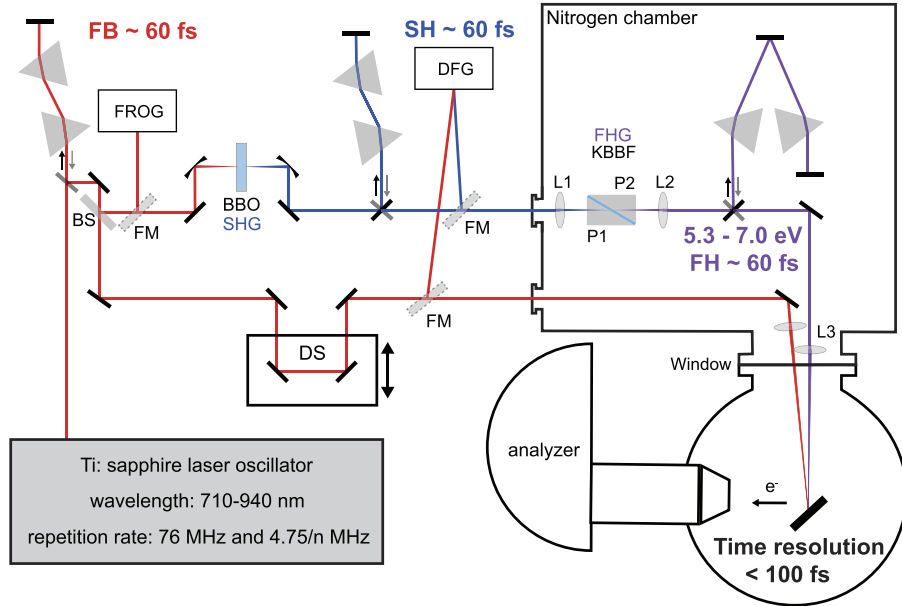 Nitrogen chamber
FB ~ 60 fs
SH ~ 60 fs
DFG
FROG
FHG
KBBF
L1
P2
L2
BBO
SHG
BS
FM
FM
P1
5.3 - 7.0 eV
FH ~ 60 fs
FM
L3
DS
Window
analyzer
Ti: sapphire laser oscillator
wavelength: 710-940 nm
repetition rate: 76 MHz and 4.75/n MHz
e-
Time resolution
< 100 fs